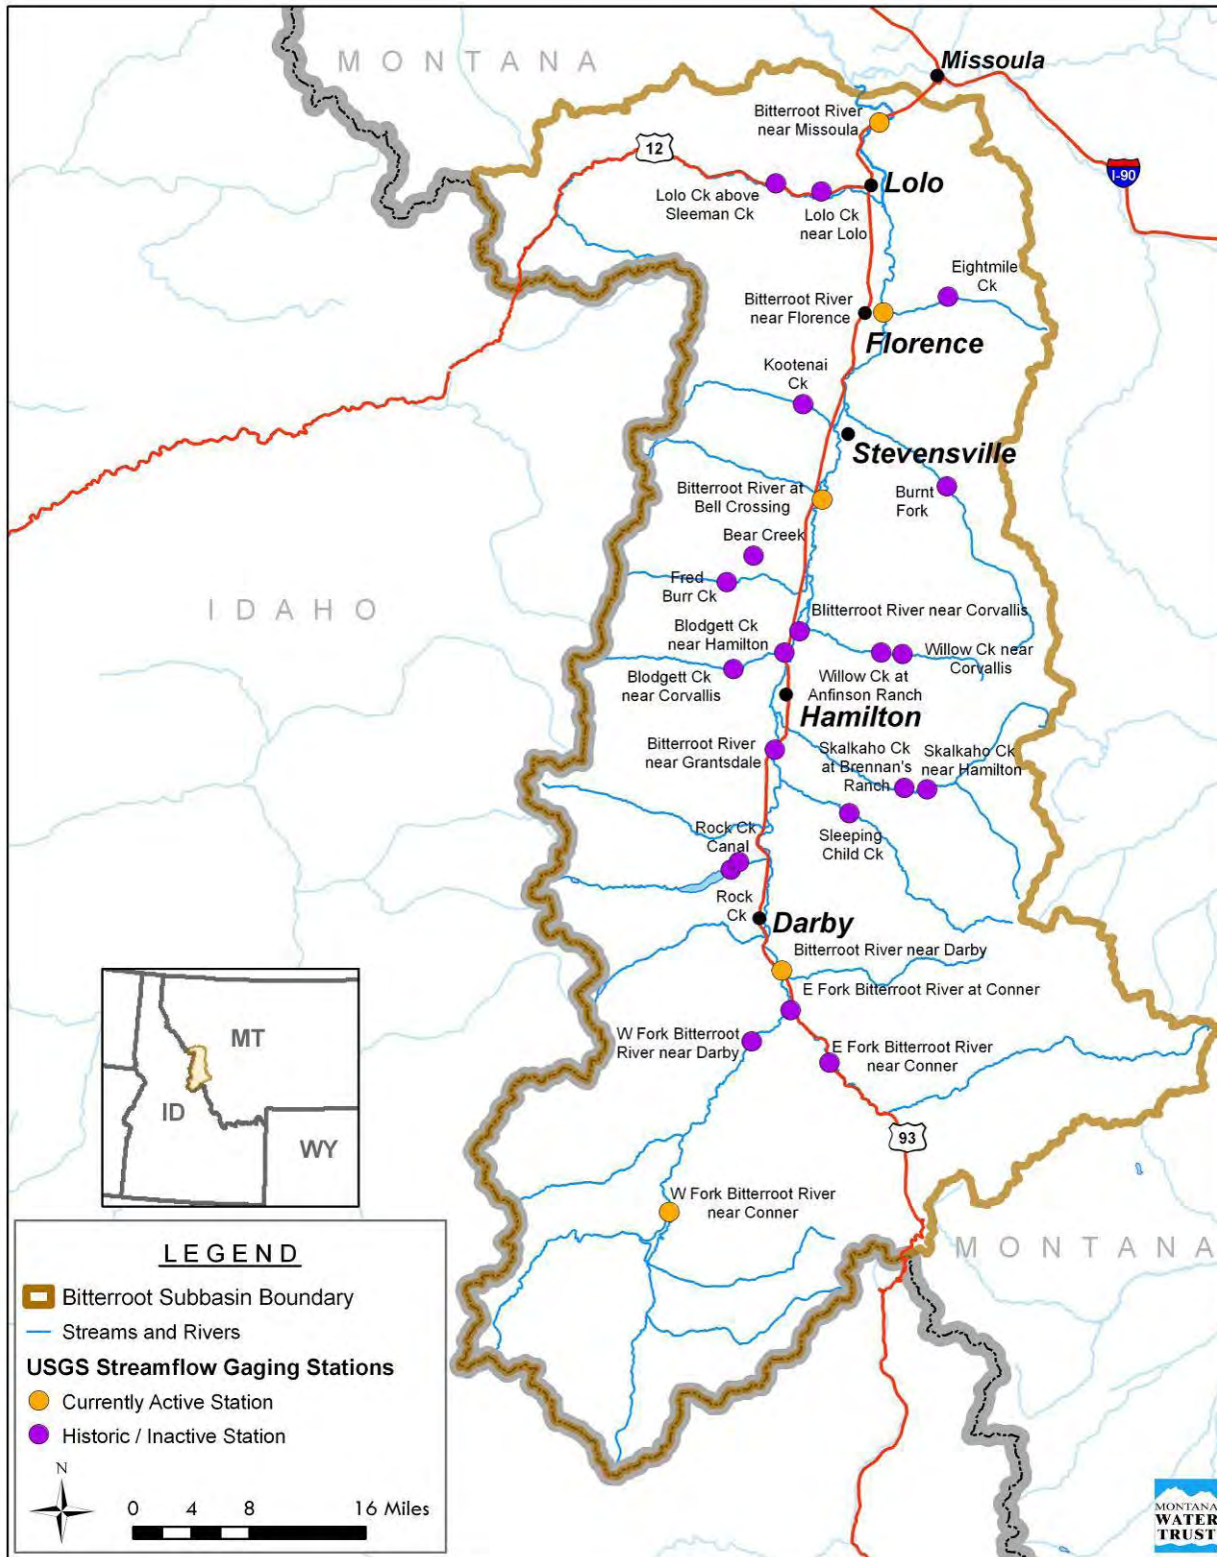 MONTANA
Missoula
Bitterroot River
near Missoula
12
I-90
Lolo
Lolo Ck above
Sleeman Ck
Lolo Ck
near Lolo
Eightmile
Ck
Bitterroot River
near Florence
Florence
Kootenai
Ck
Stevensville
Bitterroot River at
Bell Crossing
Burnt
Fork
Bear Creek
Fred
Burr Ck
IDAHO
Blitterroot River near Corvallis
Blodgett Ck
near Hamilton
Willow Ck near
Corvallis
Blodgett Ck
near Corvallis
Willow Ck at
Anfinson Ranch
Hamilton
Bitterroot River
near Grantsdale
Skalkaho Ck
at Brennan's
Ranch
Skalkaho Ck
near Hamilton
Rock Ck
Canal
Sleeping
Child Ck
Rock
Ck
Darby
Bitterroot River near Darby
E Fork Bitterroot River at Conner
W Fork Bitterroot
River near Darby
E Fork Bitterroot River
near Conner
MT
ID
WY
93
W Fork Bitterroot River
near Conner
MONTANA
LEGEND
Bitterroot Subbasin Boundary
Streams and Rivers
USGS Streamflow Gaging Stations
Currently Active Station
Historic / Inactive Station
N
0 4 8 16 Miles
MONTANA
WATER
TRUST